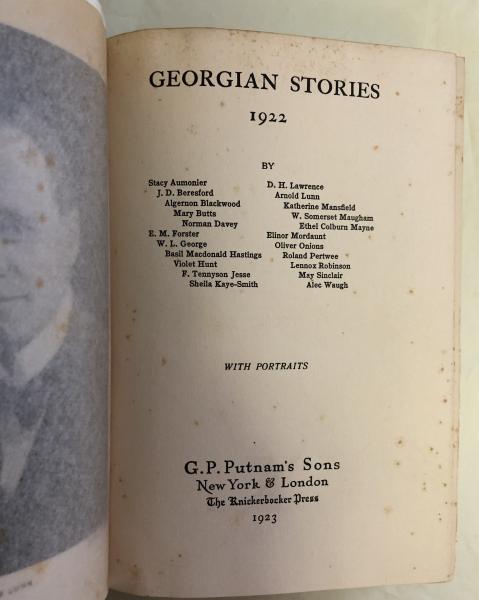 GEORGIAN STORIES
1922
BY
Stacy Aumonier
J. D. Beresford
Algernon Blackwood
Mary Butts
Norman Davey
E. M. Forster
W. L. George
Basil Macdonald Hastings
Violet Hunt
F. Tennyson Jesse
Sheila Kaye-Smith
D. H. Lawrence
Arnold Lunn
Katherine Mansfield
W. Somerset Maugham
Ethel Colburn Mayne
Elinor Mordaunt
Oliver Onions
Roland Pertwee
Lennox Robinson
May Sinclair
Alec Waugh
WITH PORTRAITS
G. P. Putnam's Sons
New York & London
The Knickerbocker Press
1923